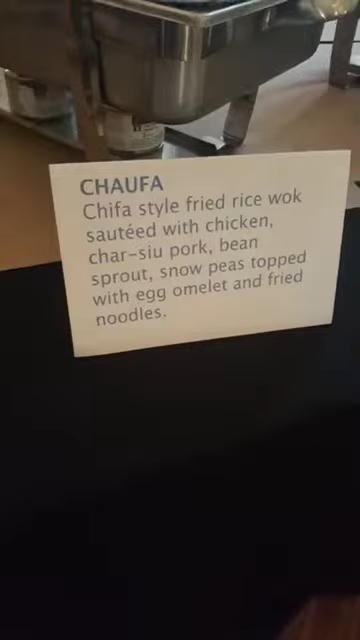 CHAUFA
Chifa style fried rice wok
sautéed with chicken,
char-siu pork, bean
sprout, snow peas topped
with egg omelet and fried
noodles.